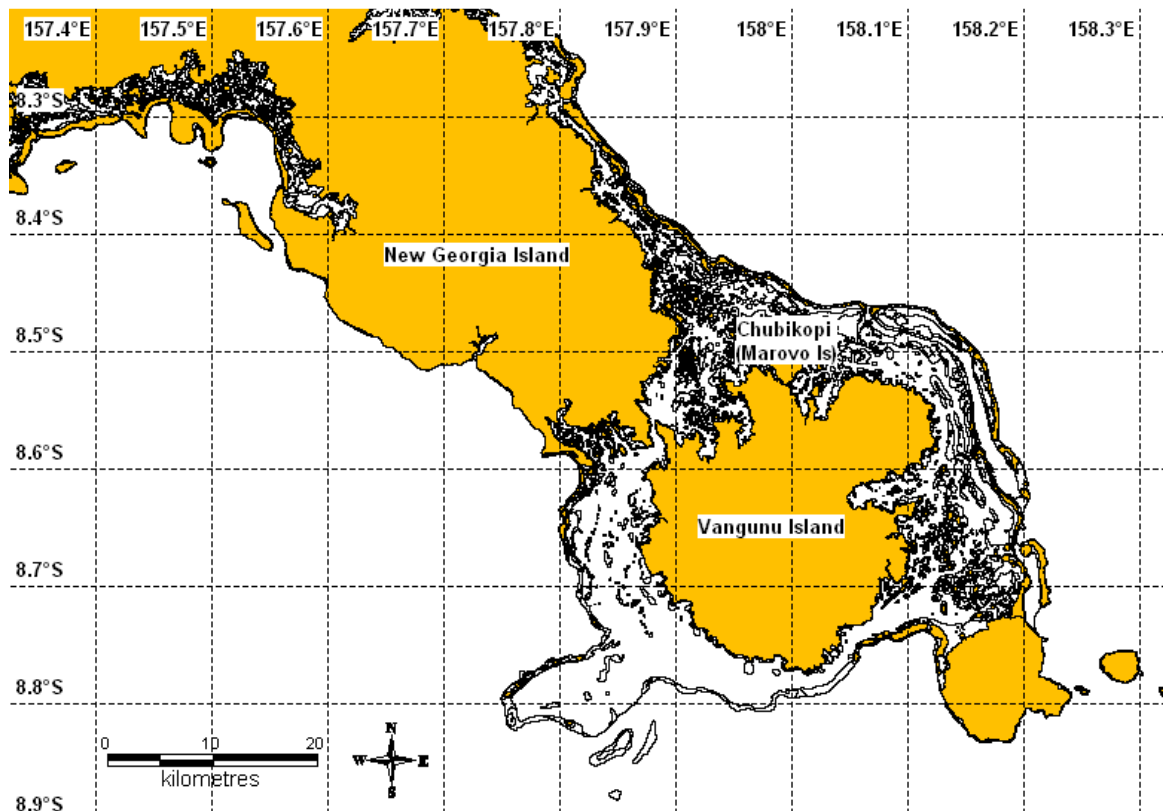 157.4°E 157.5°E 157.6°E 157.7°E 157.8°E 157.9°E 158°E 158.1°E 158.2°E 158.3°E
8.3°S
8.4°S
New Georgia Island
8.5°S
Chubikopi
(Marovo Is)
8.6°S
Vangunu Island
8.7°S
8.8°S
0 10 20
kilometres
N
W E
S
8.9°S